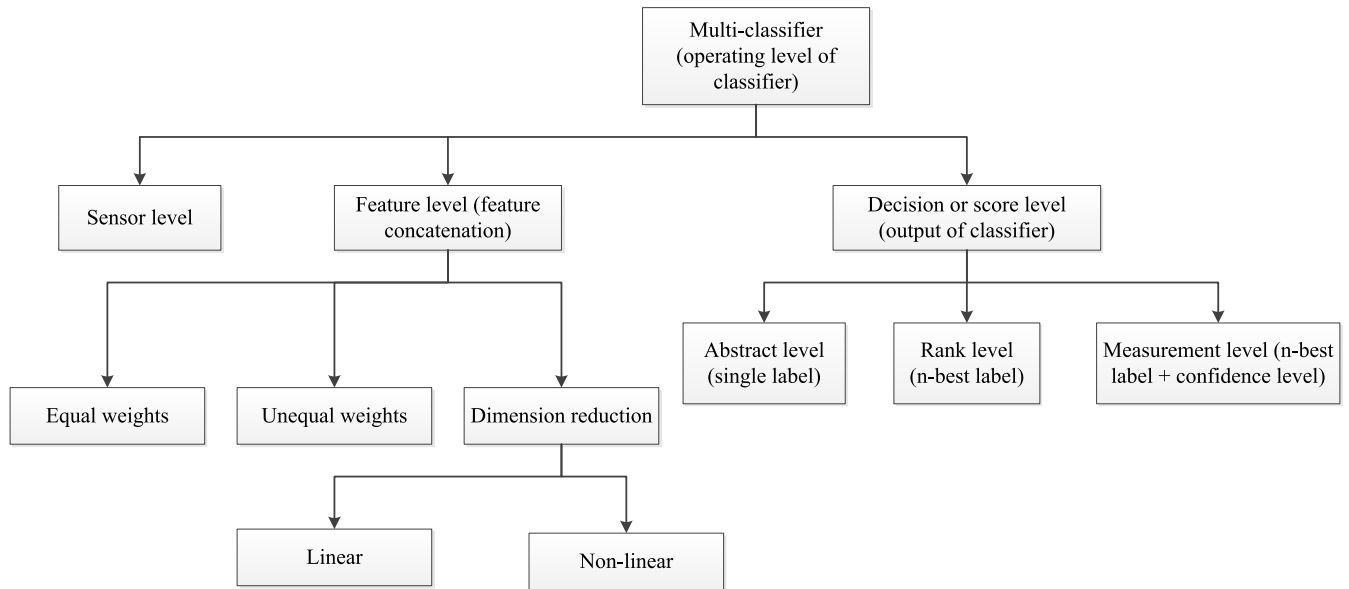 Multi-classifier
(operating level of
classifier)
Sensor level
Feature level (feature
concatenation)
Decision or score level
(output of classifier)
Abstract level
(single label)
Rank level
(n-best label)
Measurement level (n-best
label + confidence level)
Equal weights
Unequal weights
Dimension reduction
Linear
Non-linear